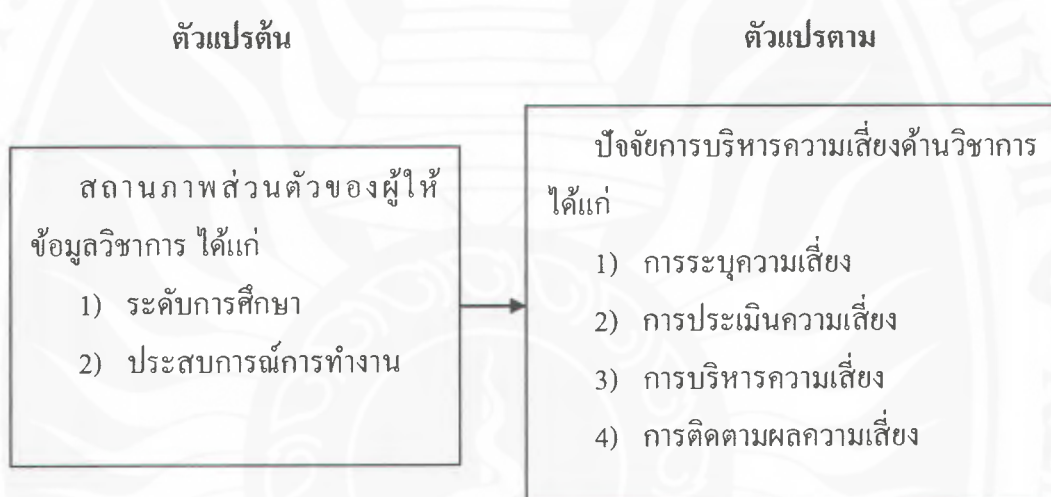 ตัวแปรต้น
ตัวแปรตาม
สถานภาพส่วนตัวของผู้ให้
ข้อมูลวิชาการ ได้แก่
1) ระดับการศึกษา
2) ประสบการณ์การทำงาน
ปัจจัยการบริหารความเสี่ยงด้านวิชาการ
ได้แก่
1) การระบุความเสี่ยง
2) การประเมินความเสี่ยง
3) การบริหารความเสี่ยง
4) การติดตามผลความเสี่ยง